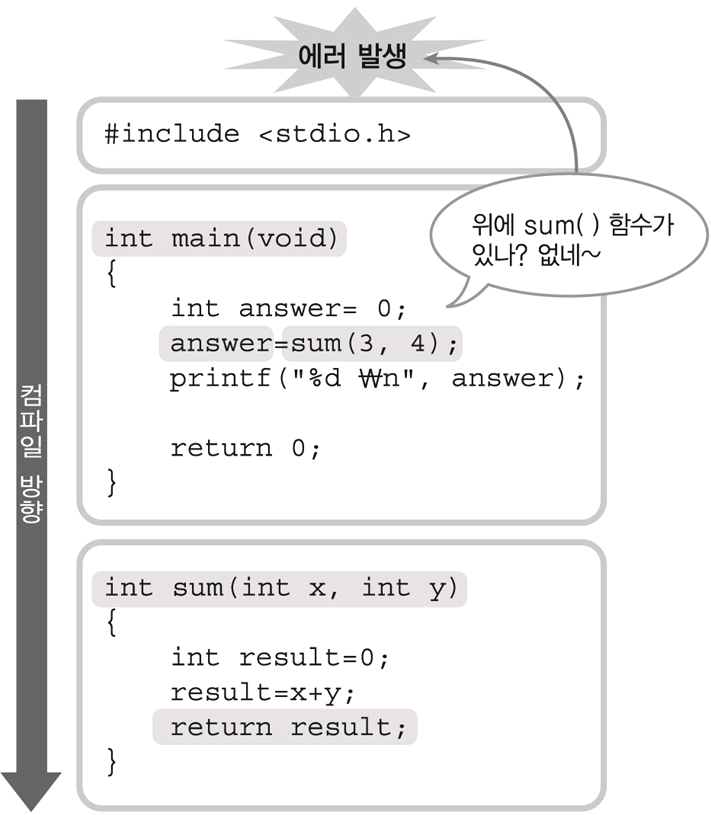 에러 발생
#include <stdio.h>
위에 sum( ) 함수가
있나? 없네~
int main(void)
{
int answer= 0;
answer=sum(3, 4);
printf("%d ₩n", answer);
return 0;
}
컴파일 방향
int sum(int x, int y)
{
int result=0;
result=x+y;
return result;
}